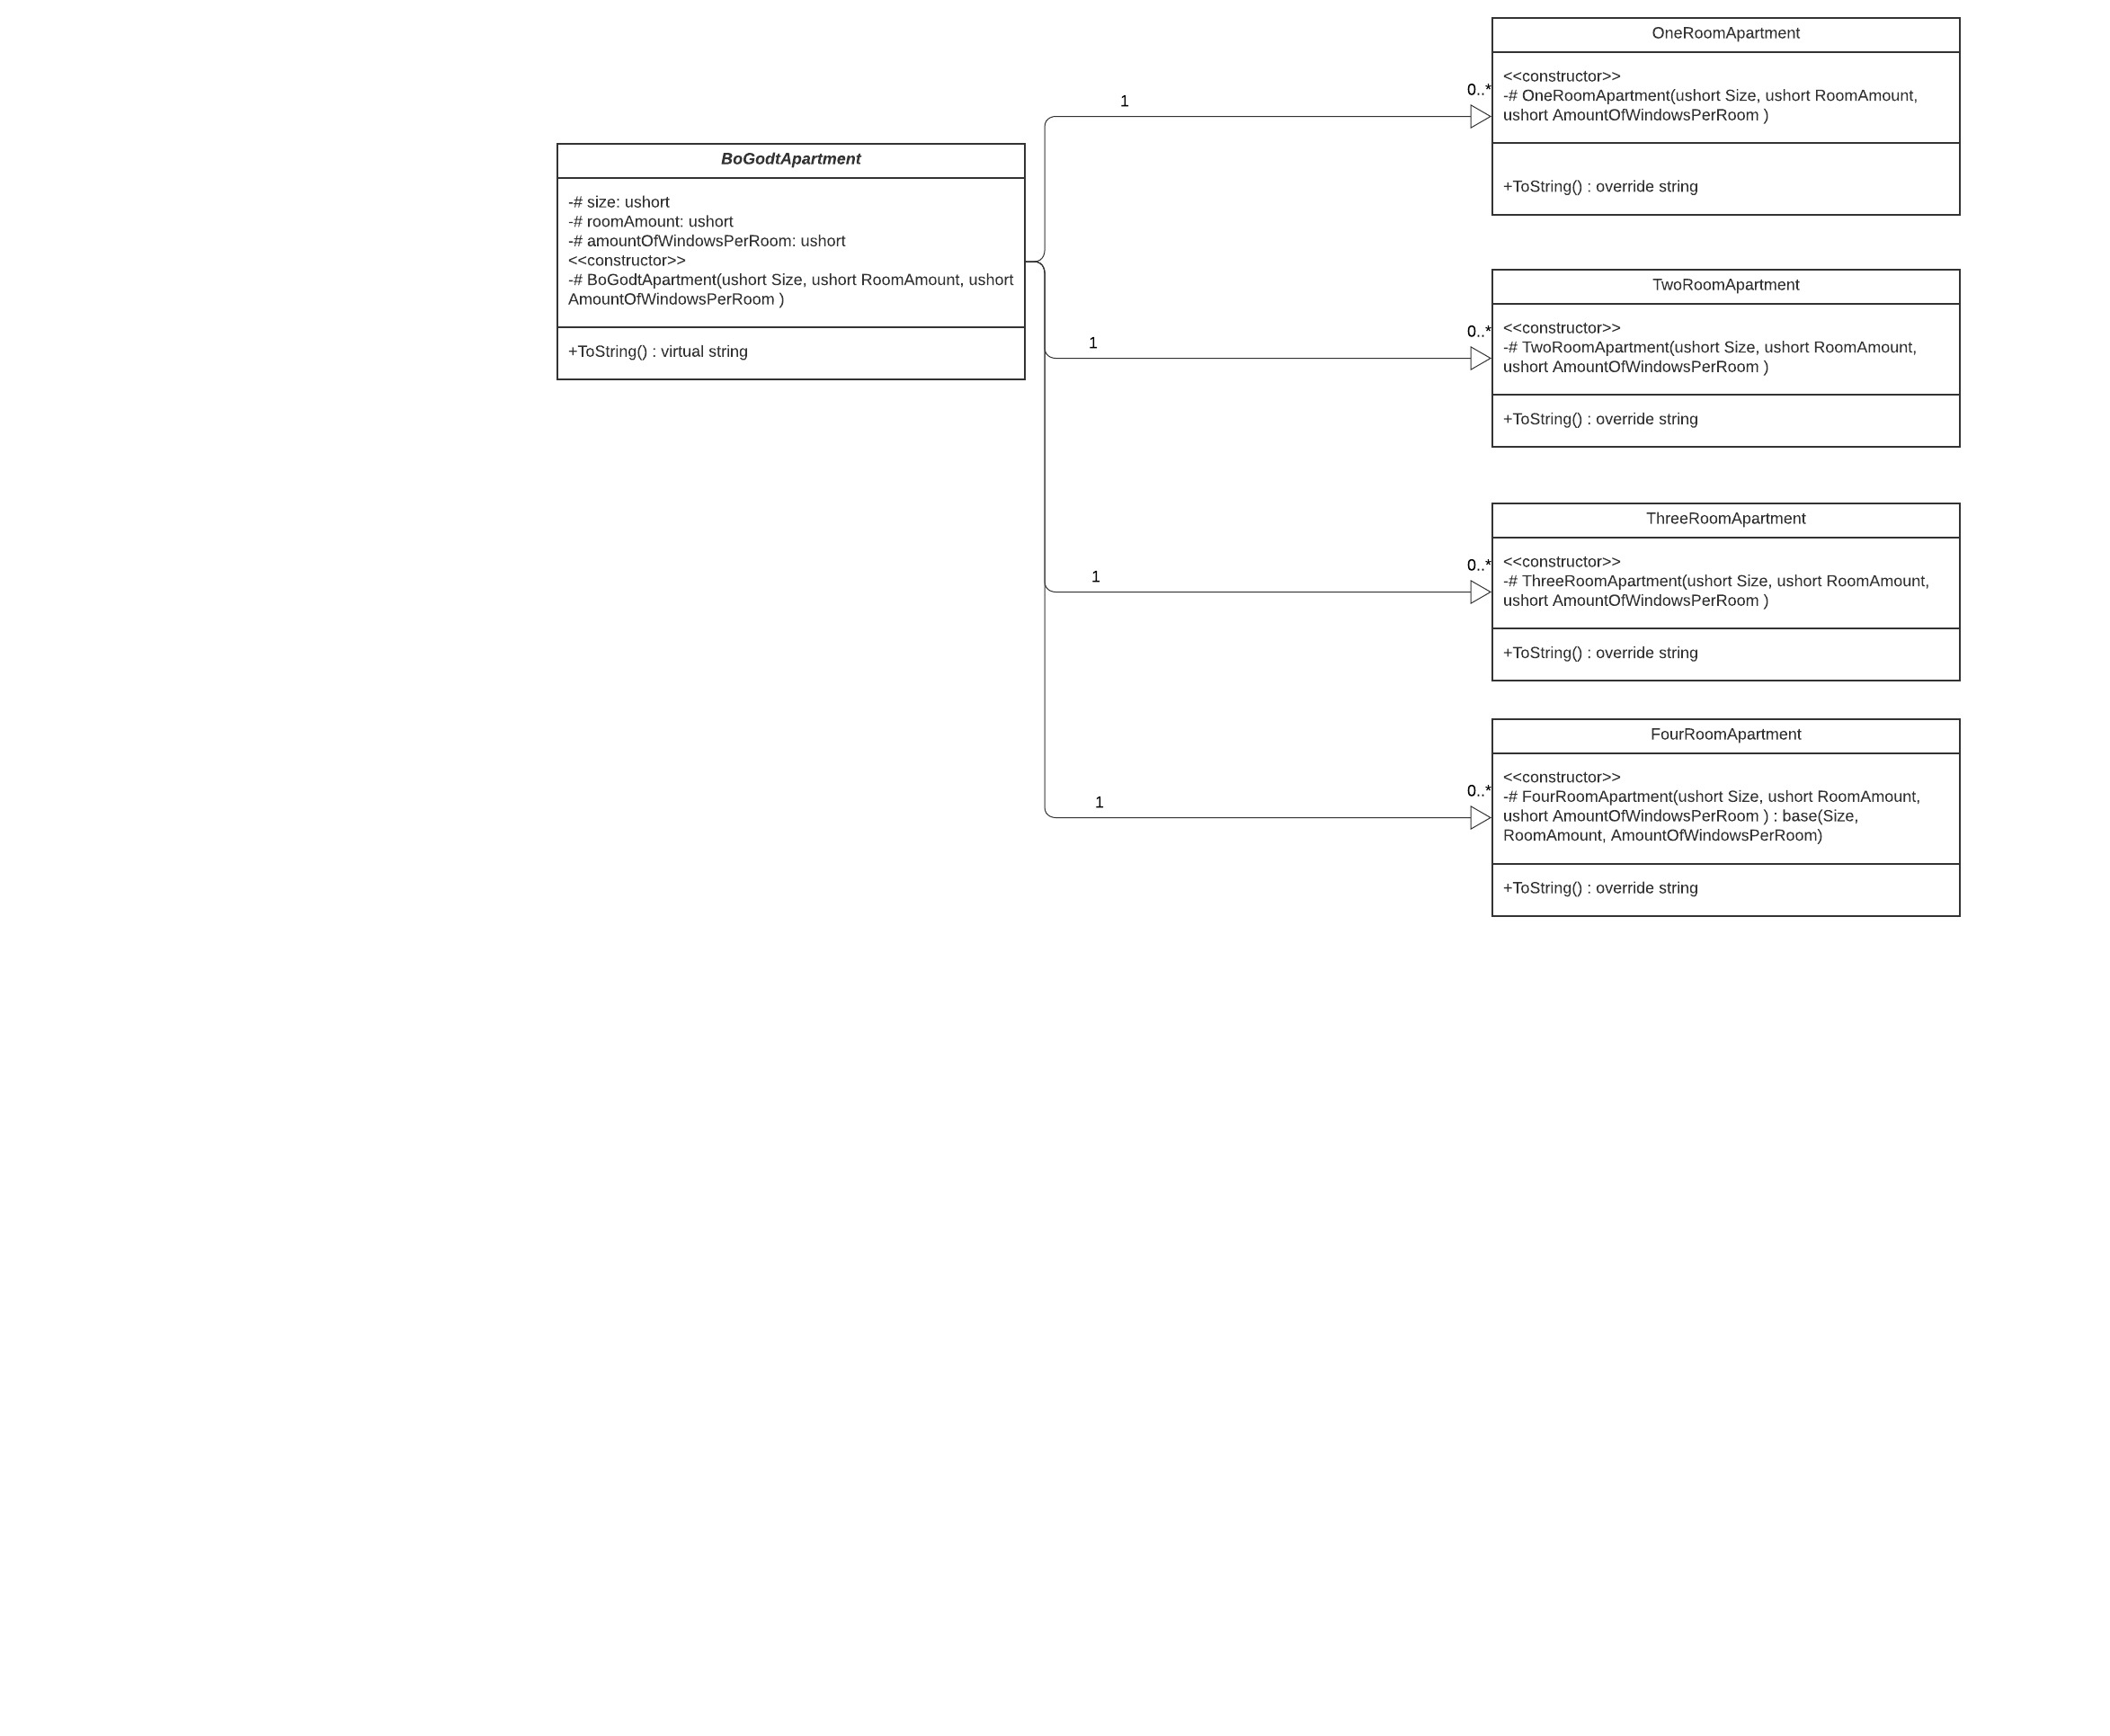 BoGodtApartment
-# size: ushort
-# roomAmount: ushort
-# amountOfWindowsPerRoom: ushort
<<constructor>>
-# BoGodtApartment(ushort Size, ushort RoomAmount, ushort
AmountOfWindowsPerRoom )
+ToString() : virtual string
1
0..*
OneRoomApartment
<<constructor>>
-# OneRoomApartment(ushort Size, ushort RoomAmount,
ushort AmountOfWindowsPerRoom )
+ToString() : override string
1
0..*
TwoRoomApartment
<<constructor>>
-# TwoRoomApartment(ushort Size, ushort RoomAmount,
ushort AmountOfWindowsPerRoom )
+ToString() : override string
1
0..*
ThreeRoomApartment
<<constructor>>
-# ThreeRoomApartment(ushort Size, ushort RoomAmount,
ushort AmountOfWindowsPerRoom )
+ToString() : override string
1
0..*
FourRoomApartment
<<constructor>>
-# FourRoomApartment(ushort Size, ushort RoomAmount,
ushort AmountOfWindowsPerRoom ) : base(Size,
RoomAmount, AmountOfWindowsPerRoom)
+ToString() : override string